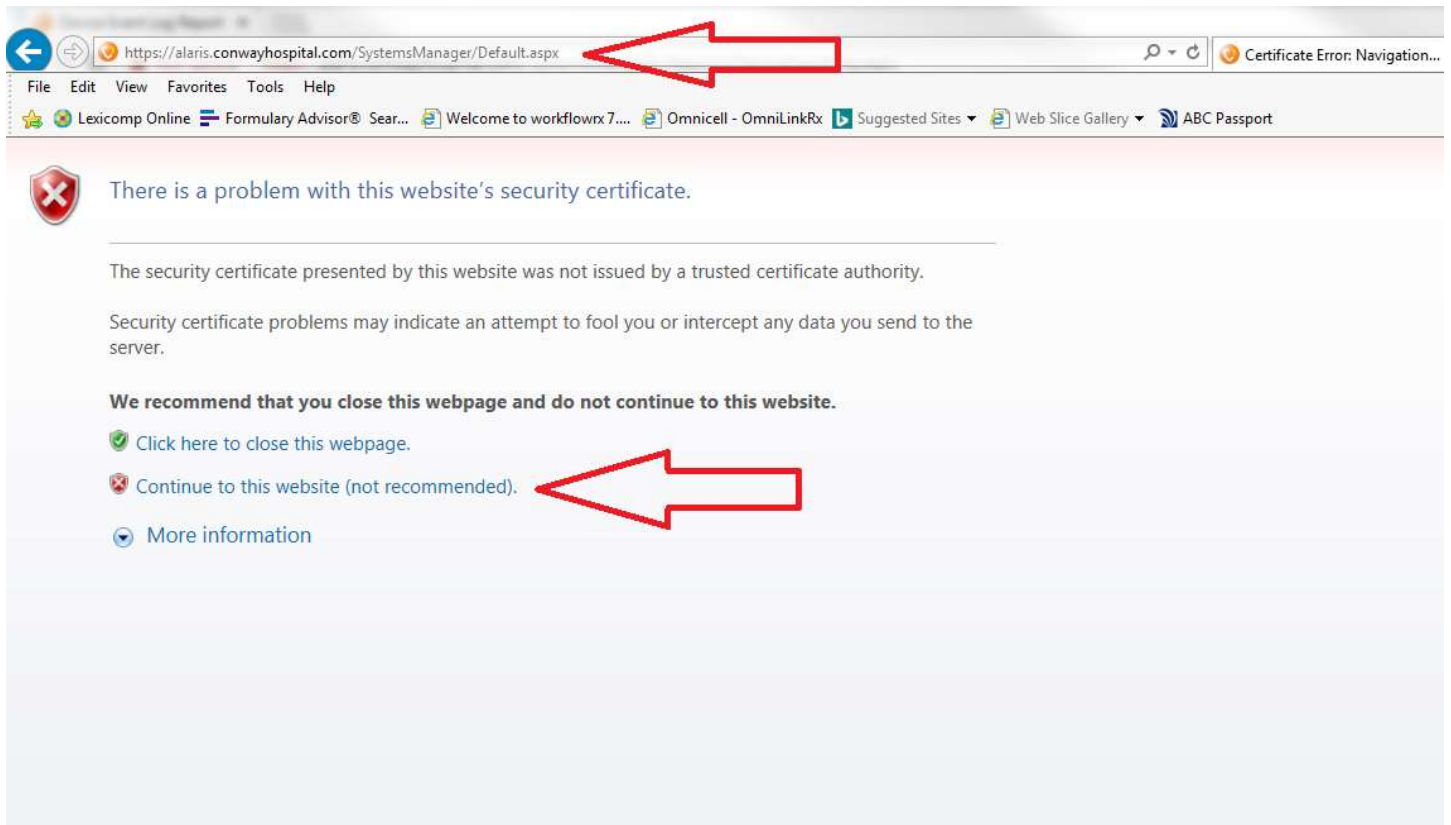 https://alaris.conwayhospital.com/SystemsManager/Default.aspx
Certificate Error: Navigation...
File Edit View Favorites Tools Help
Lexicomp Online Formulary Advisor® Sear... Welcome to workflowrx 7.... Omnicell - OmniLinkRx Suggested Sites Web Slice Gallery ABC Passport
There is a problem with this website's security certificate.
The security certificate presented by this website was not issued by a trusted certificate authority.
Security certificate problems may indicate an attempt to fool you or intercept any data you send to the
server.
We recommend that you close this webpage and do not continue to this website.
Click here to close this webpage.
Continue to this website (not recommended).
More information